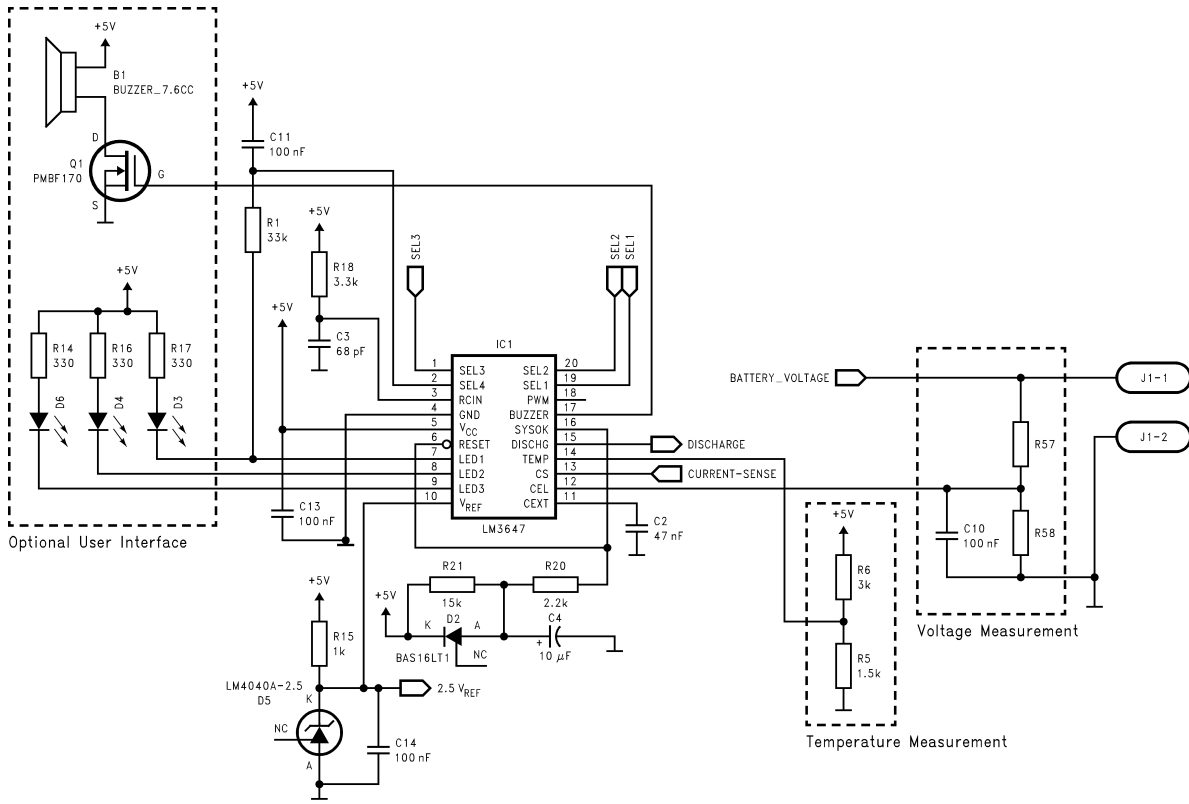 +5V
B1
BUZZER_7.6CC
D
Q1
PMBF170
G
S
+5V
C11
100 nF
R1
33k
+5V
R18
3.3k
C3
68 pF
+5V
SEL3
SEL2
SEL1
+5V
R14
330
R16
330
R17
330
D6
D4
D3
Optional User Interface
IC1
1 SEL3
2 SEL4
3 RCIN
4 GND
5 VCC
6 RESET
7 LED1
8 LED2
9 LED3
10 VREF
20 SEL2
19 SEL1
18 PWM
17 BUZZER
16 SYSOK
15 DISCHG
14 TEMP
13 CS
12 CEL
11 CEXT
LM3647
DISCHARGE
CURRENT-SENSE
BATTERY_VOLTAGE
J1-1
J1-2
R57
R58
C10
100 nF
Voltage Measurement
C13
100 nF
C2
47 nF
+5V
R6
3k
R5
1.5k
Temperature Measurement
R21
15k
R20
2.2k
+5V
D2
K
A
BAS16LT1
NC
C4
+
10 µF
+5V
R15
1k
LM4040A-2.5
D5
K
NC
A
2.5 VREF
C14
100 nF